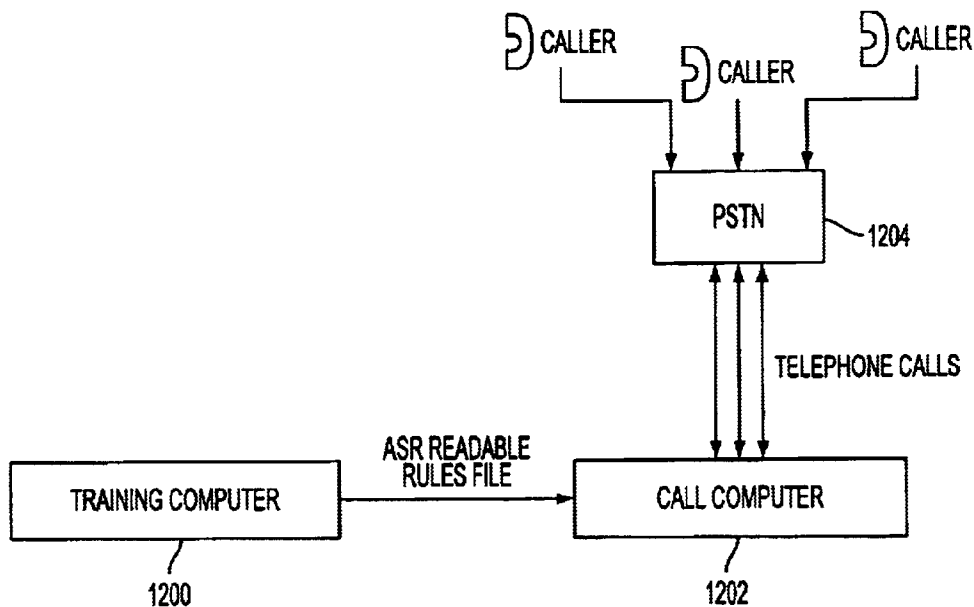 CALLER
CALLER
CALLER
PSTN
1204
TELEPHONE CALLS
ASR READABLE
RULES FILE
TRAINING COMPUTER
CALL COMPUTER
1200
1202